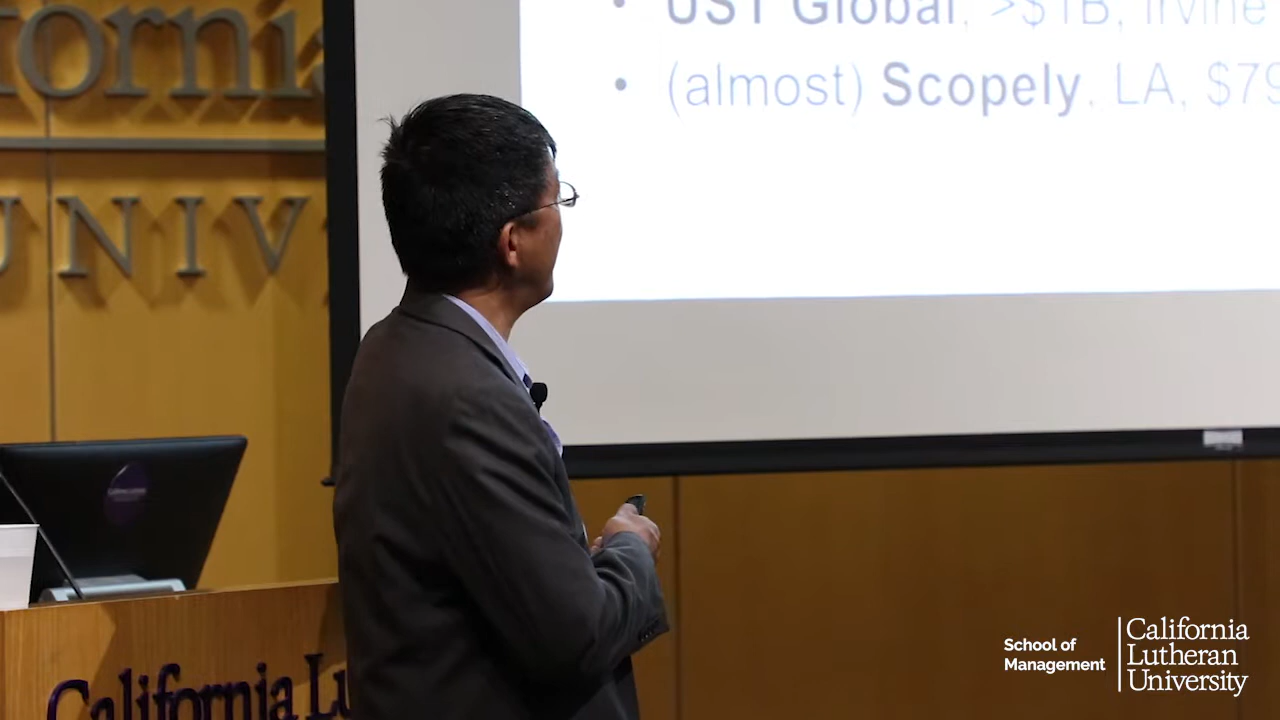 ornia
UNIV
• UST Global, >$1B, Irvine
• (almost) Scopely, LA, $79
California Lu
School of
Management
California
Lutheran
University